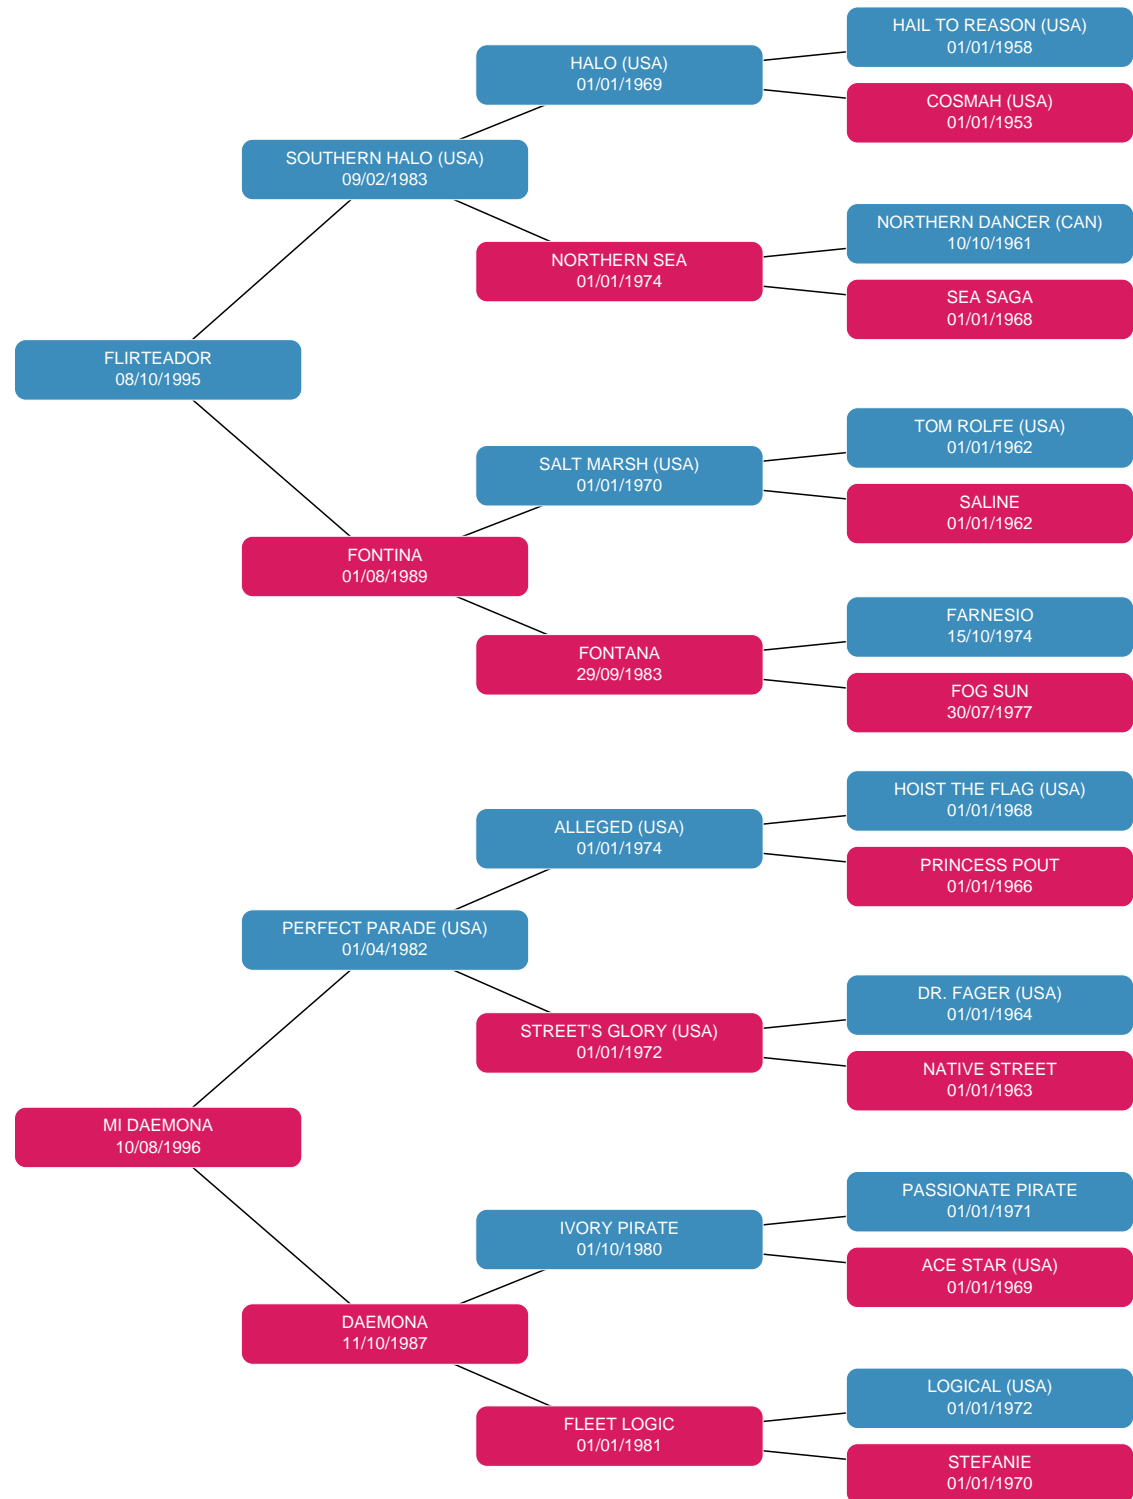 HAIL TO REASON (USA)
01/01/1958
HALO (USA)
01/01/1969
COSMAH (USA)
01/01/1953
SOUTHERN HALO (USA)
09/02/1983
NORTHERN DANCER (CAN)
10/10/1961
NORTHERN SEA
01/01/1974
SEA SAGA
01/01/1968
FLIRTEADOR
08/10/1995
TOM ROLFE (USA)
01/01/1962
SALT MARSH (USA)
01/01/1970
SALINE
01/01/1962
FONTINA
01/08/1989
FARNESIO
15/10/1974
FONTANA
29/09/1983
FOG SUN
30/07/1977
HOIST THE FLAG (USA)
01/01/1968
ALLEGED (USA)
01/01/1974
PRINCESS POUT
01/01/1966
PERFECT PARADE (USA)
01/04/1982
DR. FAGER (USA)
01/01/1964
STREET'S GLORY (USA)
01/01/1972
NATIVE STREET
01/01/1963
MI DAEMONA
10/08/1996
PASSIONATE PIRATE
01/01/1971
IVORY PIRATE
01/10/1980
ACE STAR (USA)
01/01/1969
DAEMONA
11/10/1987
LOGICAL (USA)
01/01/1972
FLEET LOGIC
01/01/1981
STEFANIE
01/01/1970